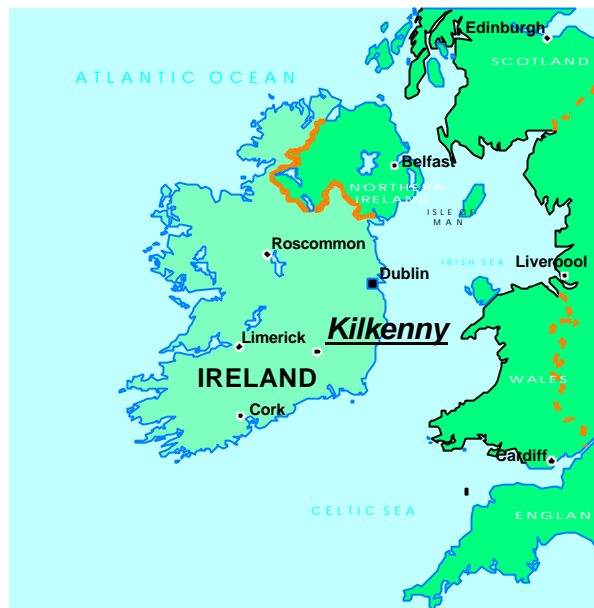 Edinburgh
SCOTLAND
ATLANTIC OCEAN
Belfast
NORTHERN
IRELAND
ISLE OF
MAN
Roscommon
IRISH SEA
Liverpool
Dublin
Kilkenny
Limerick
IRELAND
WALES
Cork
Cardiff
CELTIC SEA
ENGLAN